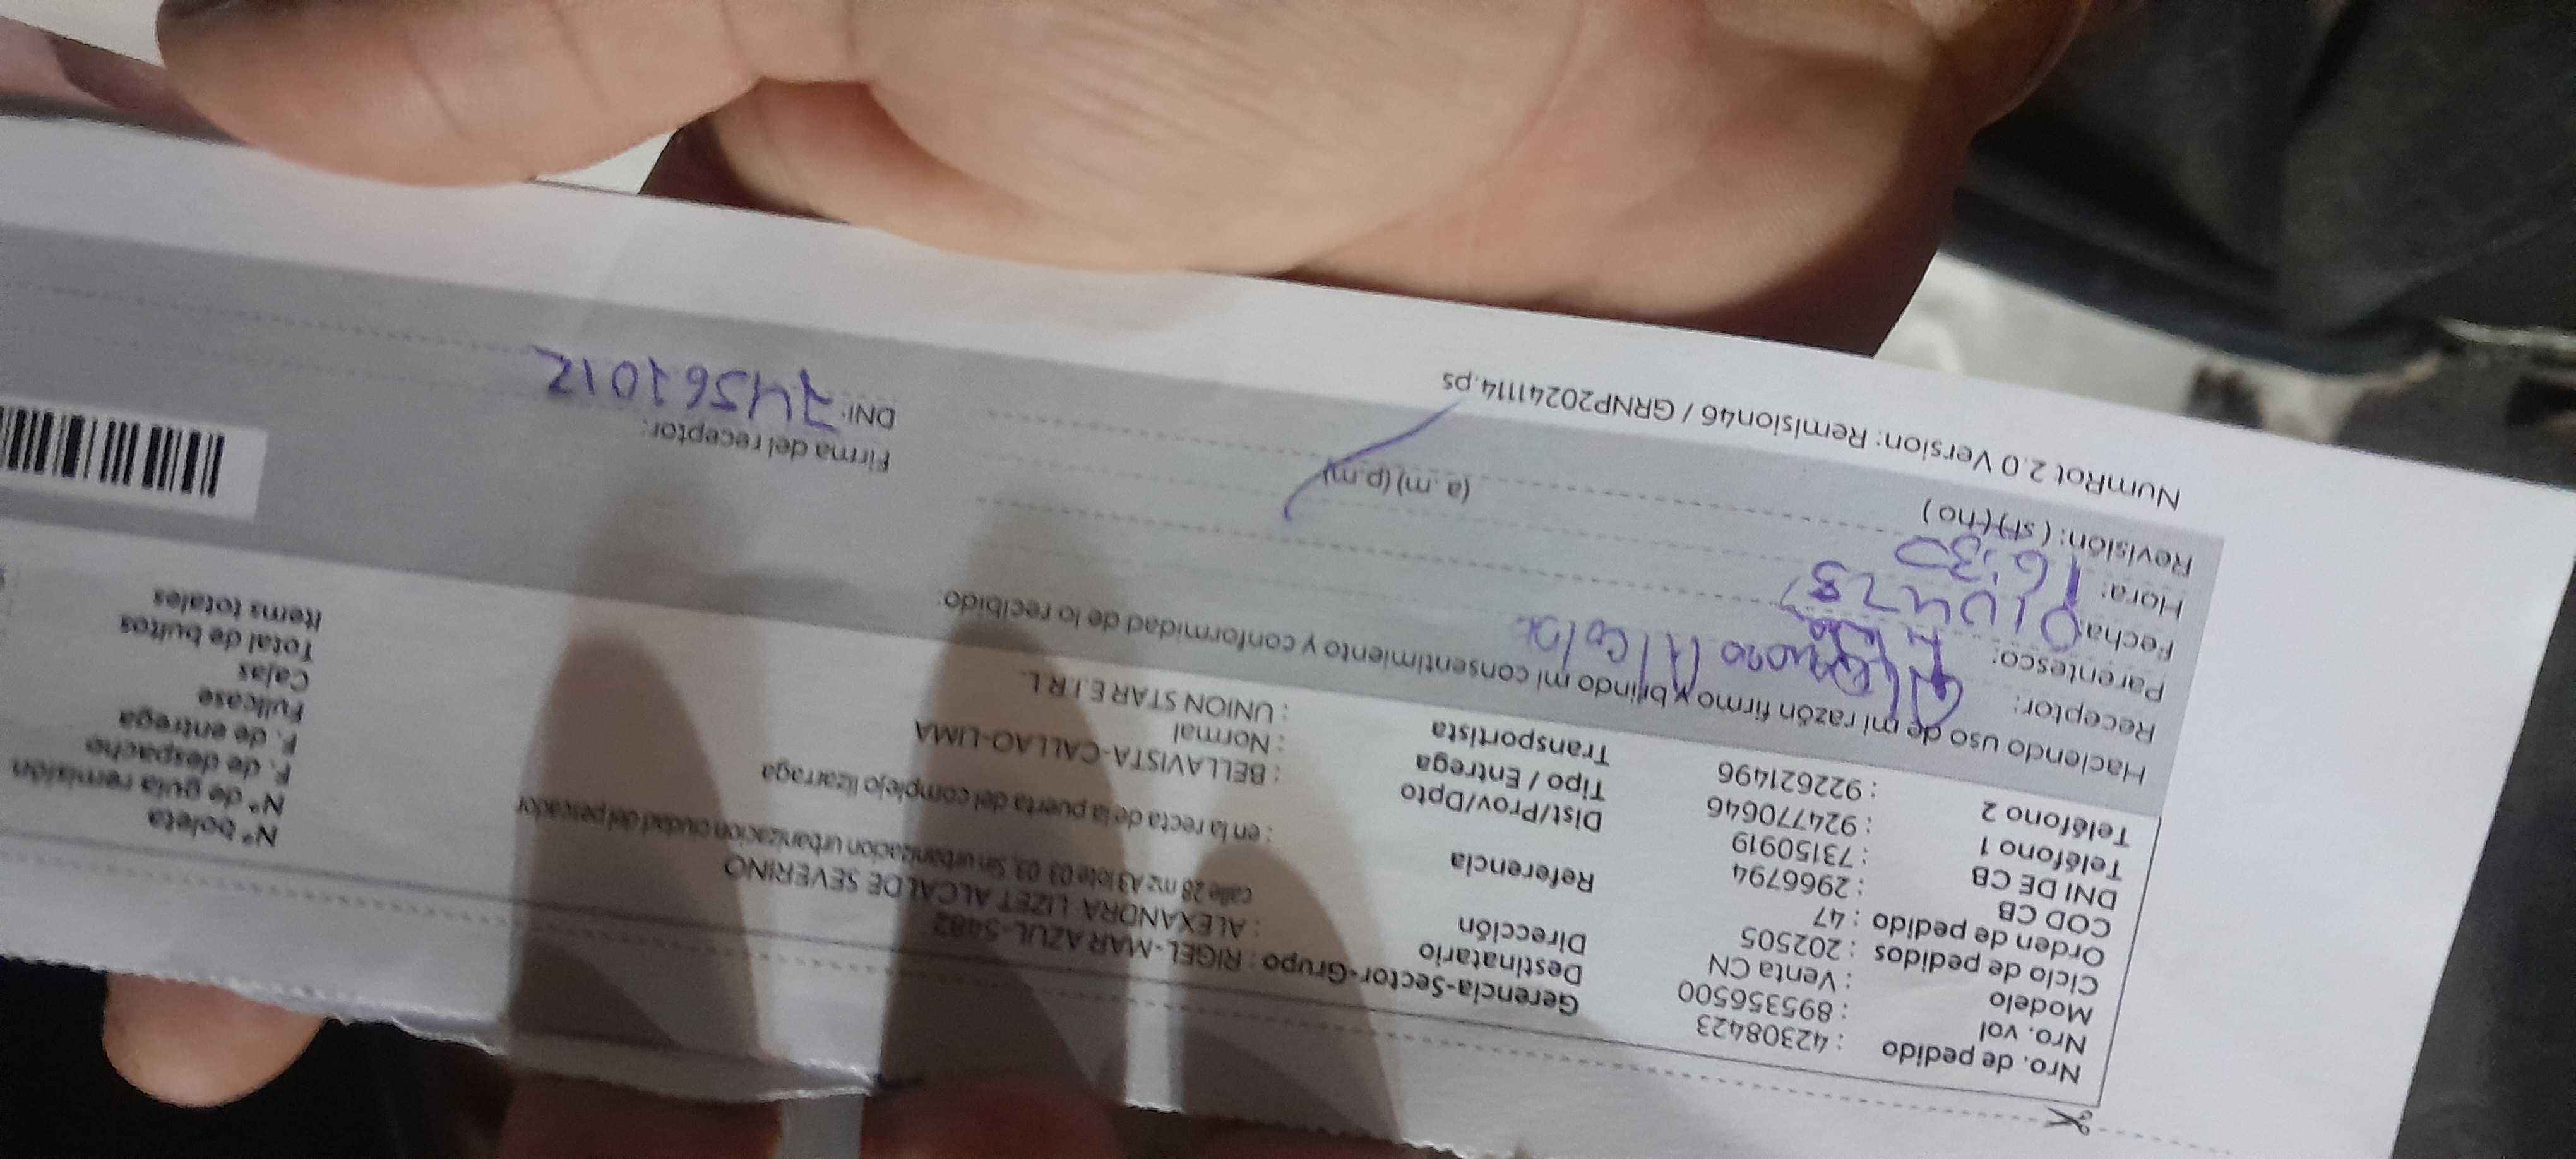 Nro. de pedido : 42308423
Nro. vol : 895356500
Modelo : Venta CN
Ciclo de pedidos : 202505
Orden de pedido : 47
COD CB : 2966794
DNI DE CB : 73150919
Teléfono 1 : 924770646
Teléfono 2 : 922621496
Gerencia-Sector-Grupo : RIGEL-MAR AZUL-5482
Destinatario : ALEXANDRA LIZET ALCALDE SEVERINO
Dirección calle 28 mz A3 lote 03 03, Sin urbanizacion urbanizacion ciudad del pescador
Referencia : en la recta de la puerta del complejo lizarraga
Dist/Prov/Dpto : BELLAVISTA-CALLAO-LIMA
Tipo / Entrega : Normal
Transportista : UNION STAR E.I.R.L.
N° boleta
N° de guia remisión
F. de despacho
F. de entrega
Fullcase
Cajas
Total de bultos
Items totales
Haciendo uso de mi razón firmo y brindo mi consentimiento y conformidad de lo recibido:
Receptor:
Parentesco:
Fecha:
Hora: 16:30 (a.m) (p.m)
Revisión: (si) (no)
Firma del receptor:
DNI: 74561012
NumRot 2.0 Version: Remision46 / GRNP20241114.ps